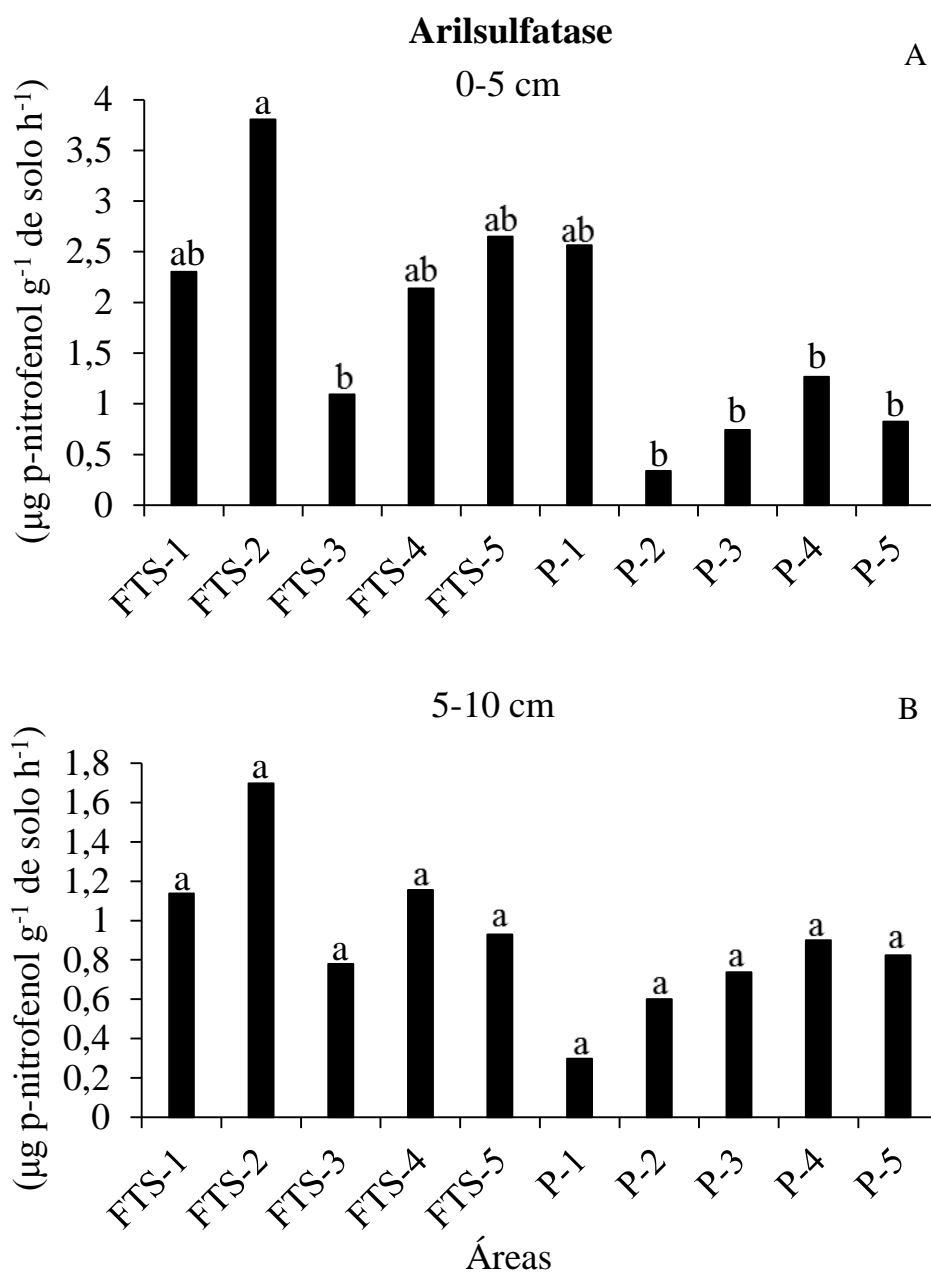 Arilsulfatase
A
0-5 cm
(µg p-nitrofenol g-1 de solo h-1)
4
3,5
3
2,5
2
1,5
1
0,5
0
ab
a
b
ab
ab
ab
b
b
b
b
FTS-1
FTS-2
FTS-3
FTS-4
FTS-5
P-1
P-2
P-3
P-4
P-5
5-10 cm
B
(µg p-nitrofenol g-1 de solo h-1)
1,8
1,6
1,4
1,2
1
0,8
0,6
0,4
0,2
0
a
a
a
a
a
a
a
a
a
a
FTS-1
FTS-2
FTS-3
FTS-4
FTS-5
P-1
P-2
P-3
P-4
P-5
Áreas